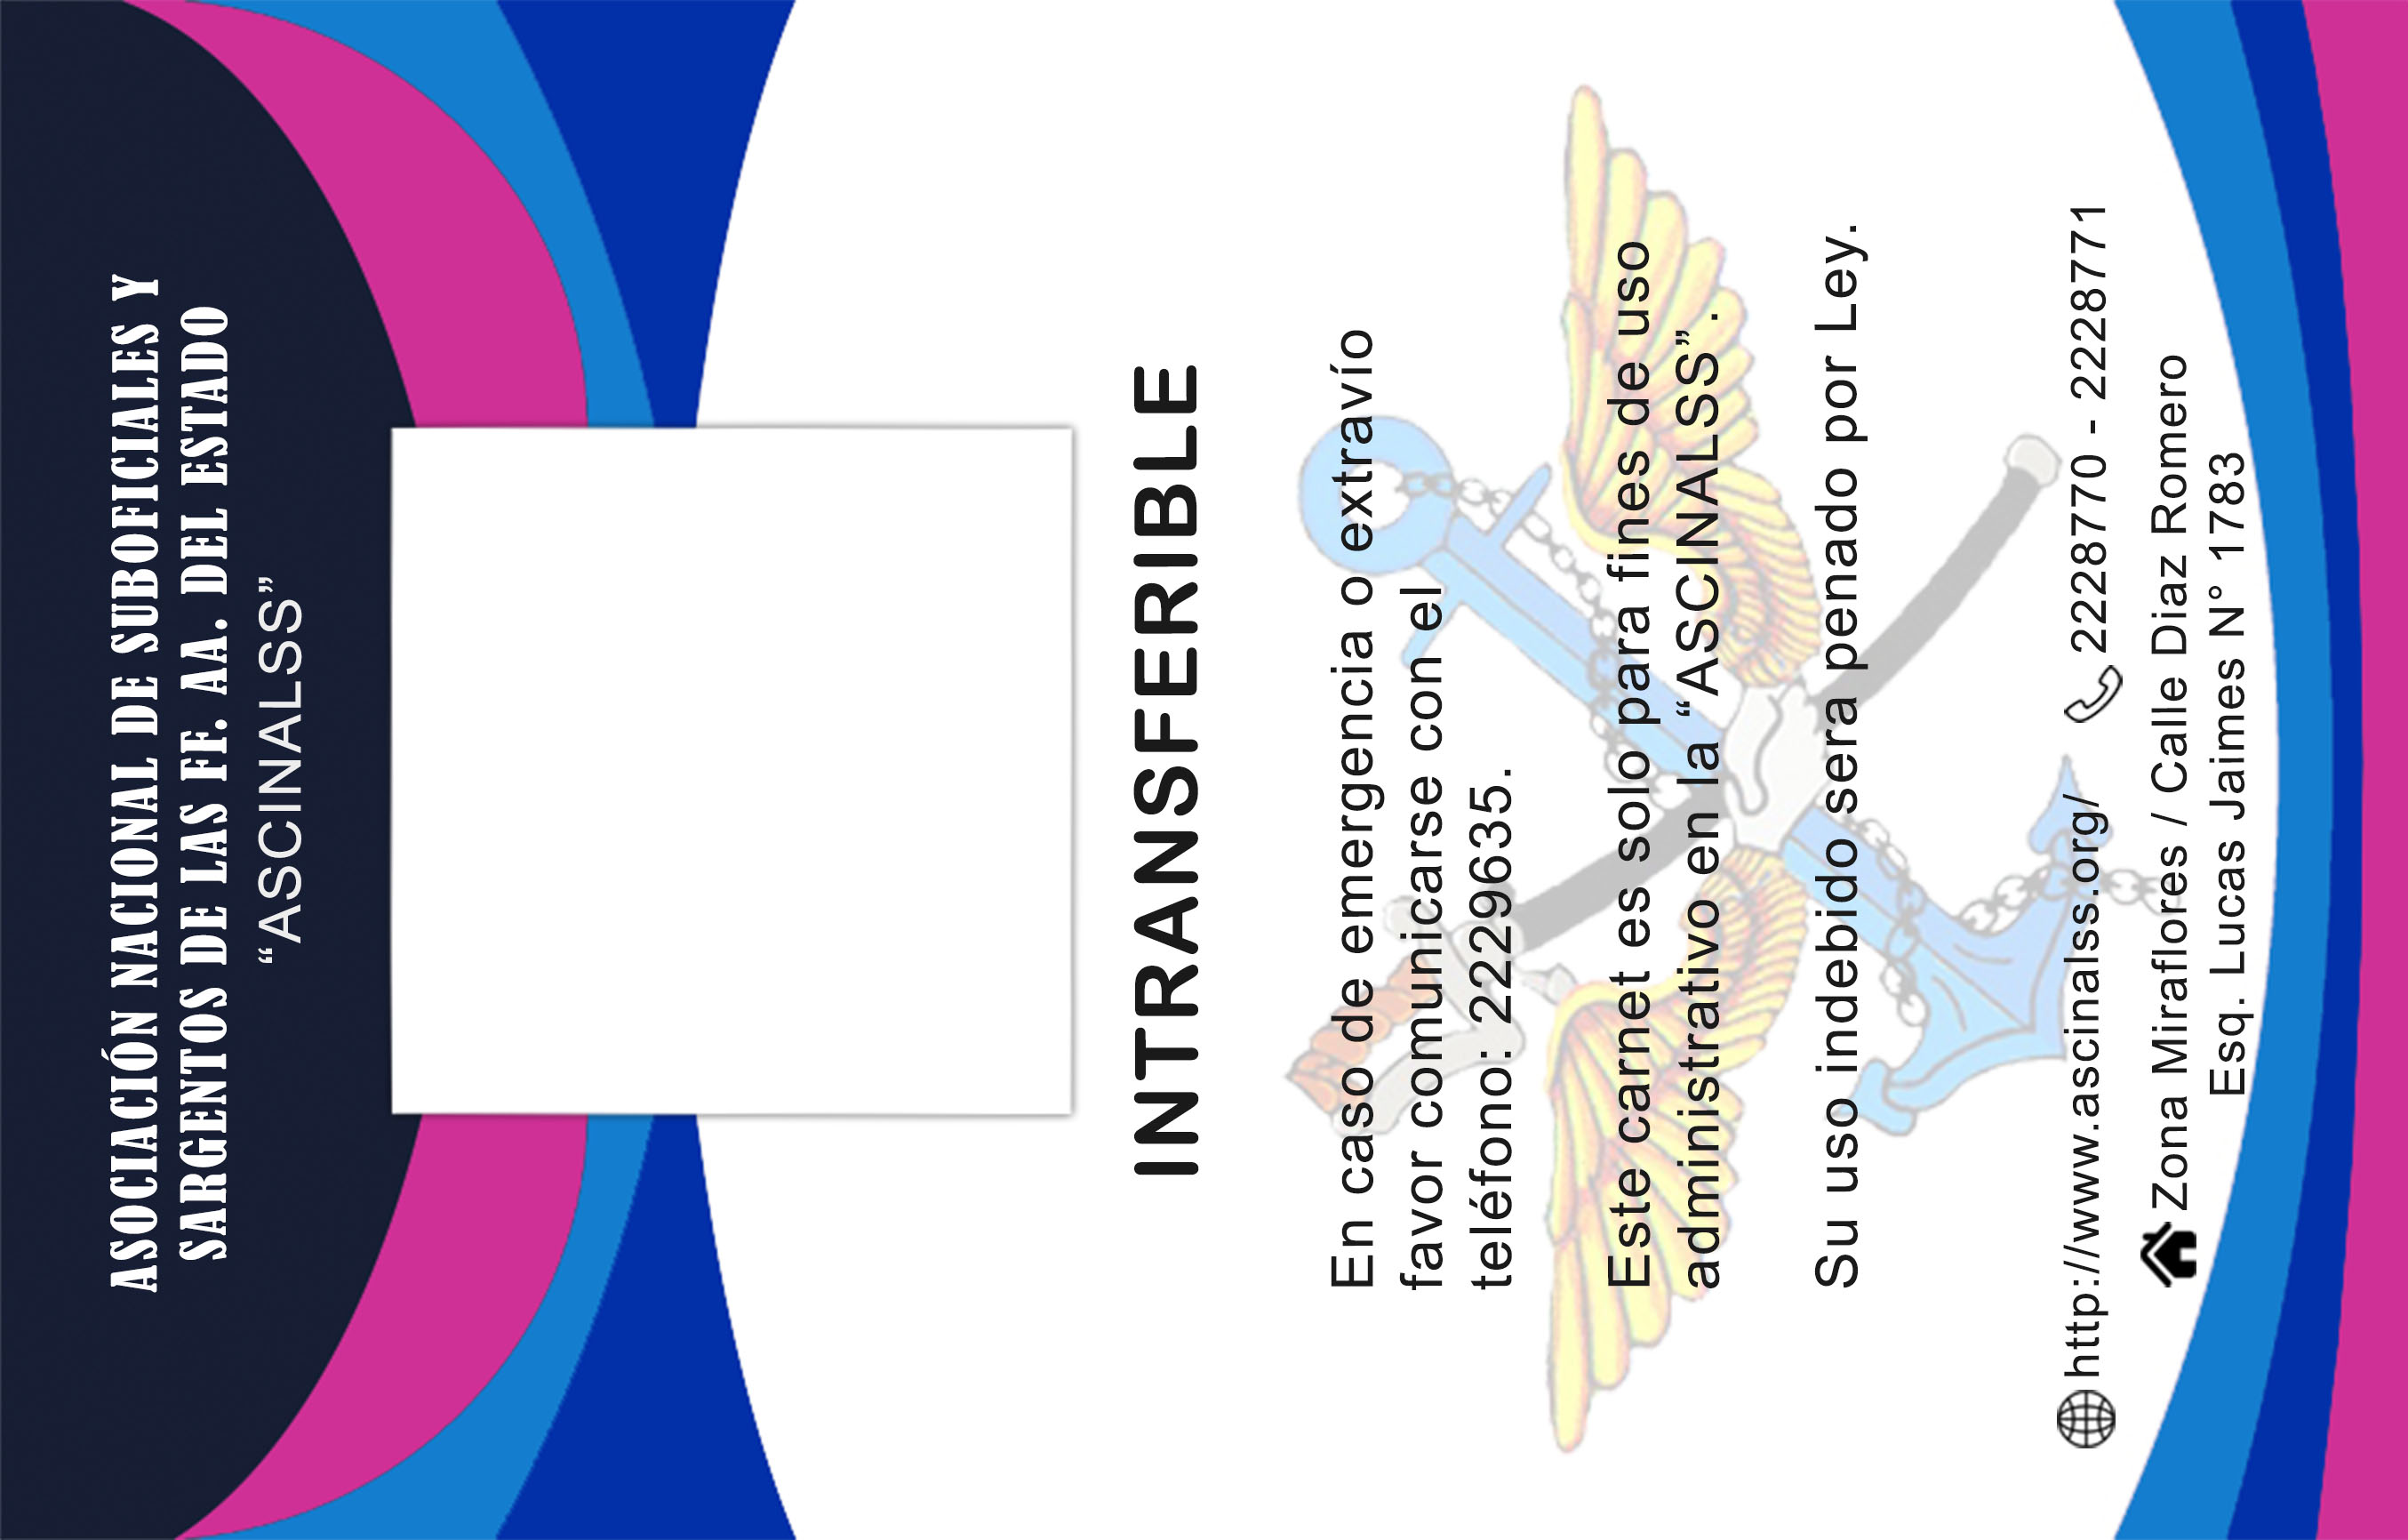 ASOCIACIÓN NACIONAL DE SUBOFICIALES Y
SARGENTOS DE LAS FF. AA. DEL ESTADO
“ASCINALSS”
INTRANSFERIBLE
En caso de emergencia o extravío
favor comunicarse con el
teléfono: 2229635.
Este carnet es solo para fines de uso
administrativo en la “ASCINALSS” .
Su uso indebido sera penado por Ley.
http://www.ascinalss.org/ 2228770 - 2228771
Zona Miraflores / Calle Diaz Romero
Esq. Lucas Jaimes N° 1783